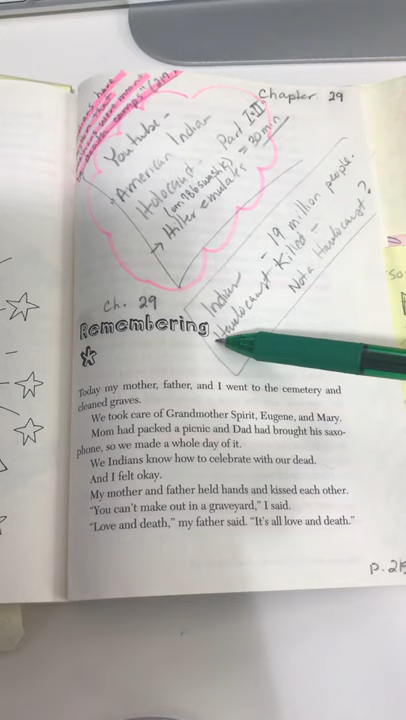 Chapter 29
Youtube -
American Indian
Holocaust - Part I-II
= 30 min
→ Hitler emulates
Indian - 19 million people.
Killed -
Not a Haulocaust?
Ch. 29
Remembering
Today my mother, father, and I went to the cemetery and
cleaned graves.
We took care of Grandmother Spirit, Eugene, and Mary.
Mom had packed a picnic and Dad had brought his saxo-
phone, so we made a whole day of it.
We Indians know how to celebrate with our dead.
And I felt okay.
My mother and father held hands and kissed each other.
"You can't make out in a graveyard," I said.
"Love and death," my father said. "It's all love and death."